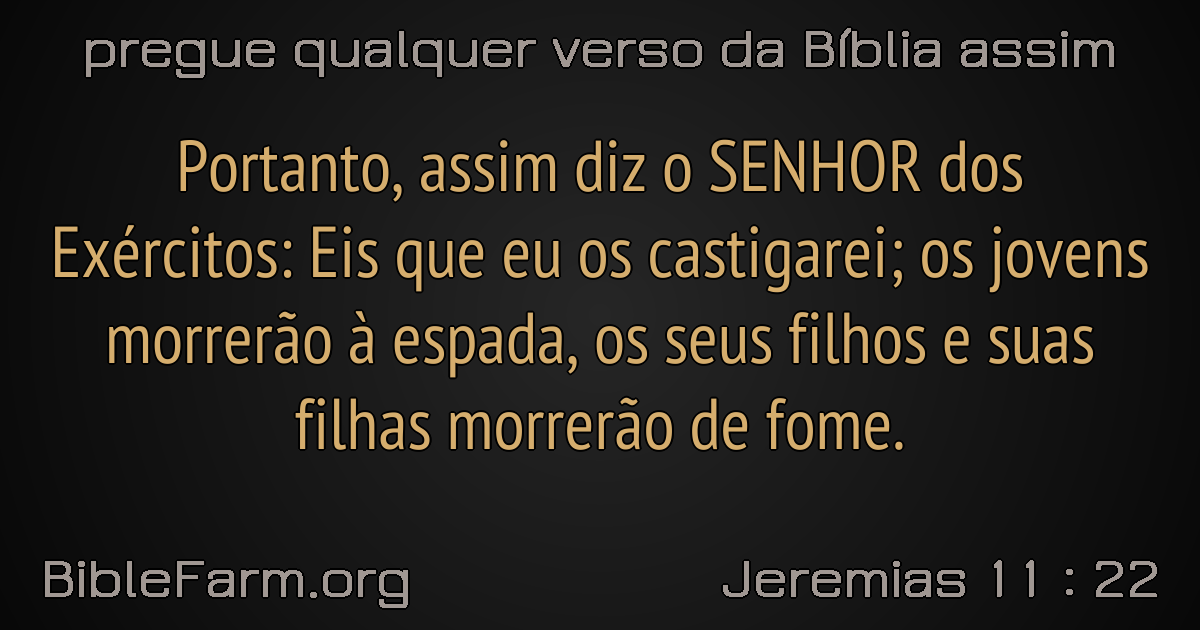 pregue qualquer verso da Bíblia assim
Portanto, assim diz o SENHOR dos
Exércitos: Eis que eu os castigarei; os jovens
morrerão à espada, os seus filhos e suas
filhas morrerão de fome.
BibleFarm.org
Jeremias 11 : 22